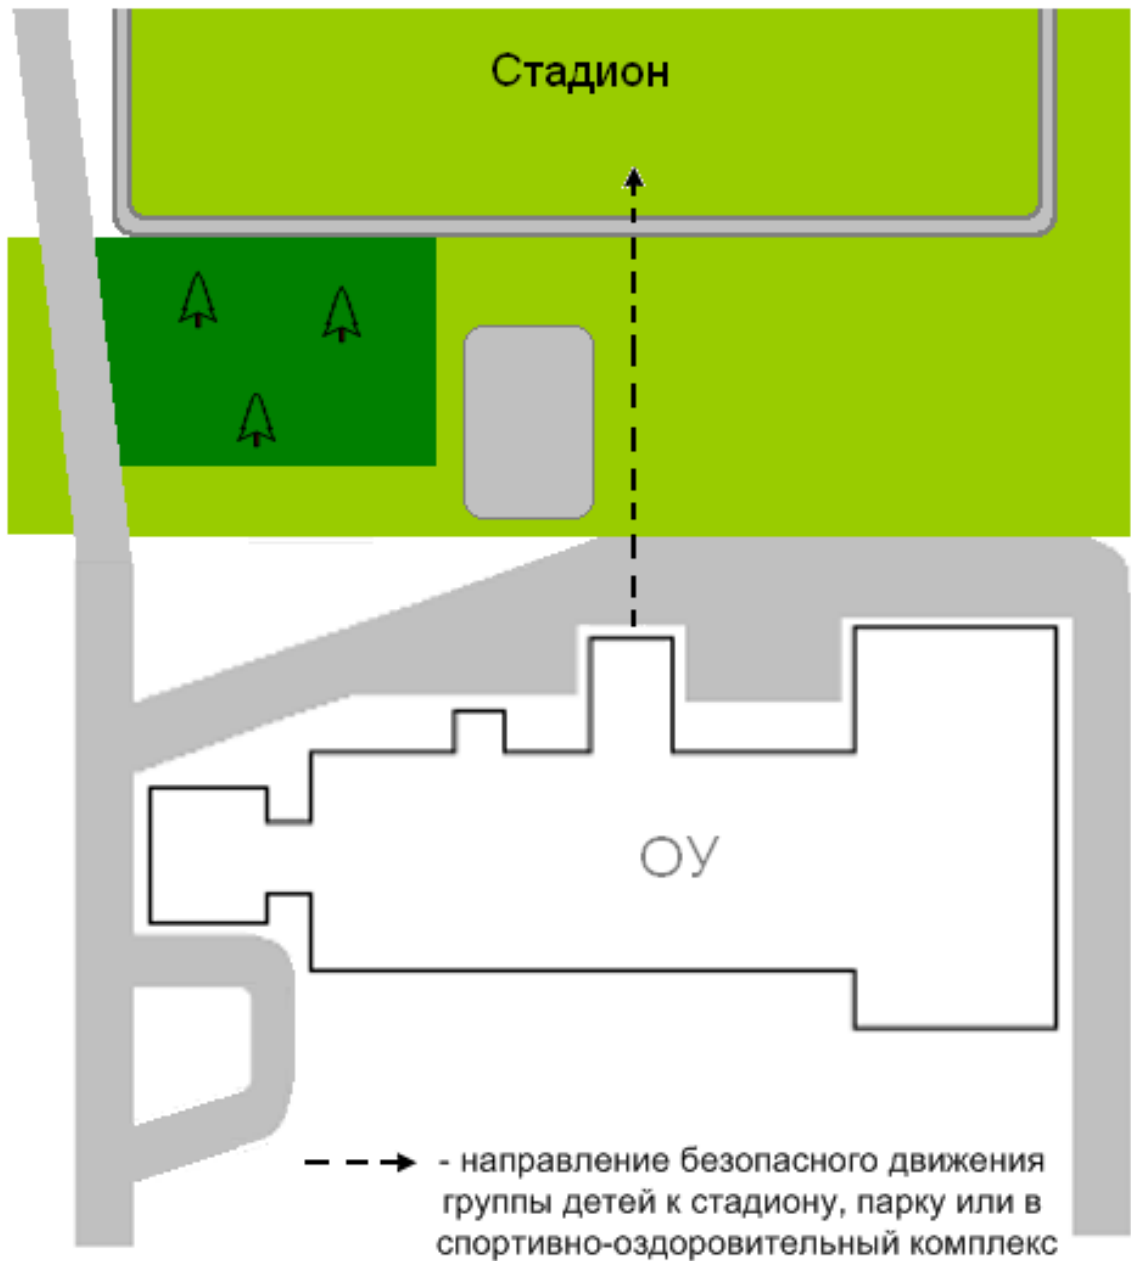 Стадион
ОУ
- направление безопасного движения
группы детей к стадиону, парку или в
спортивно-оздоровительный комплекс